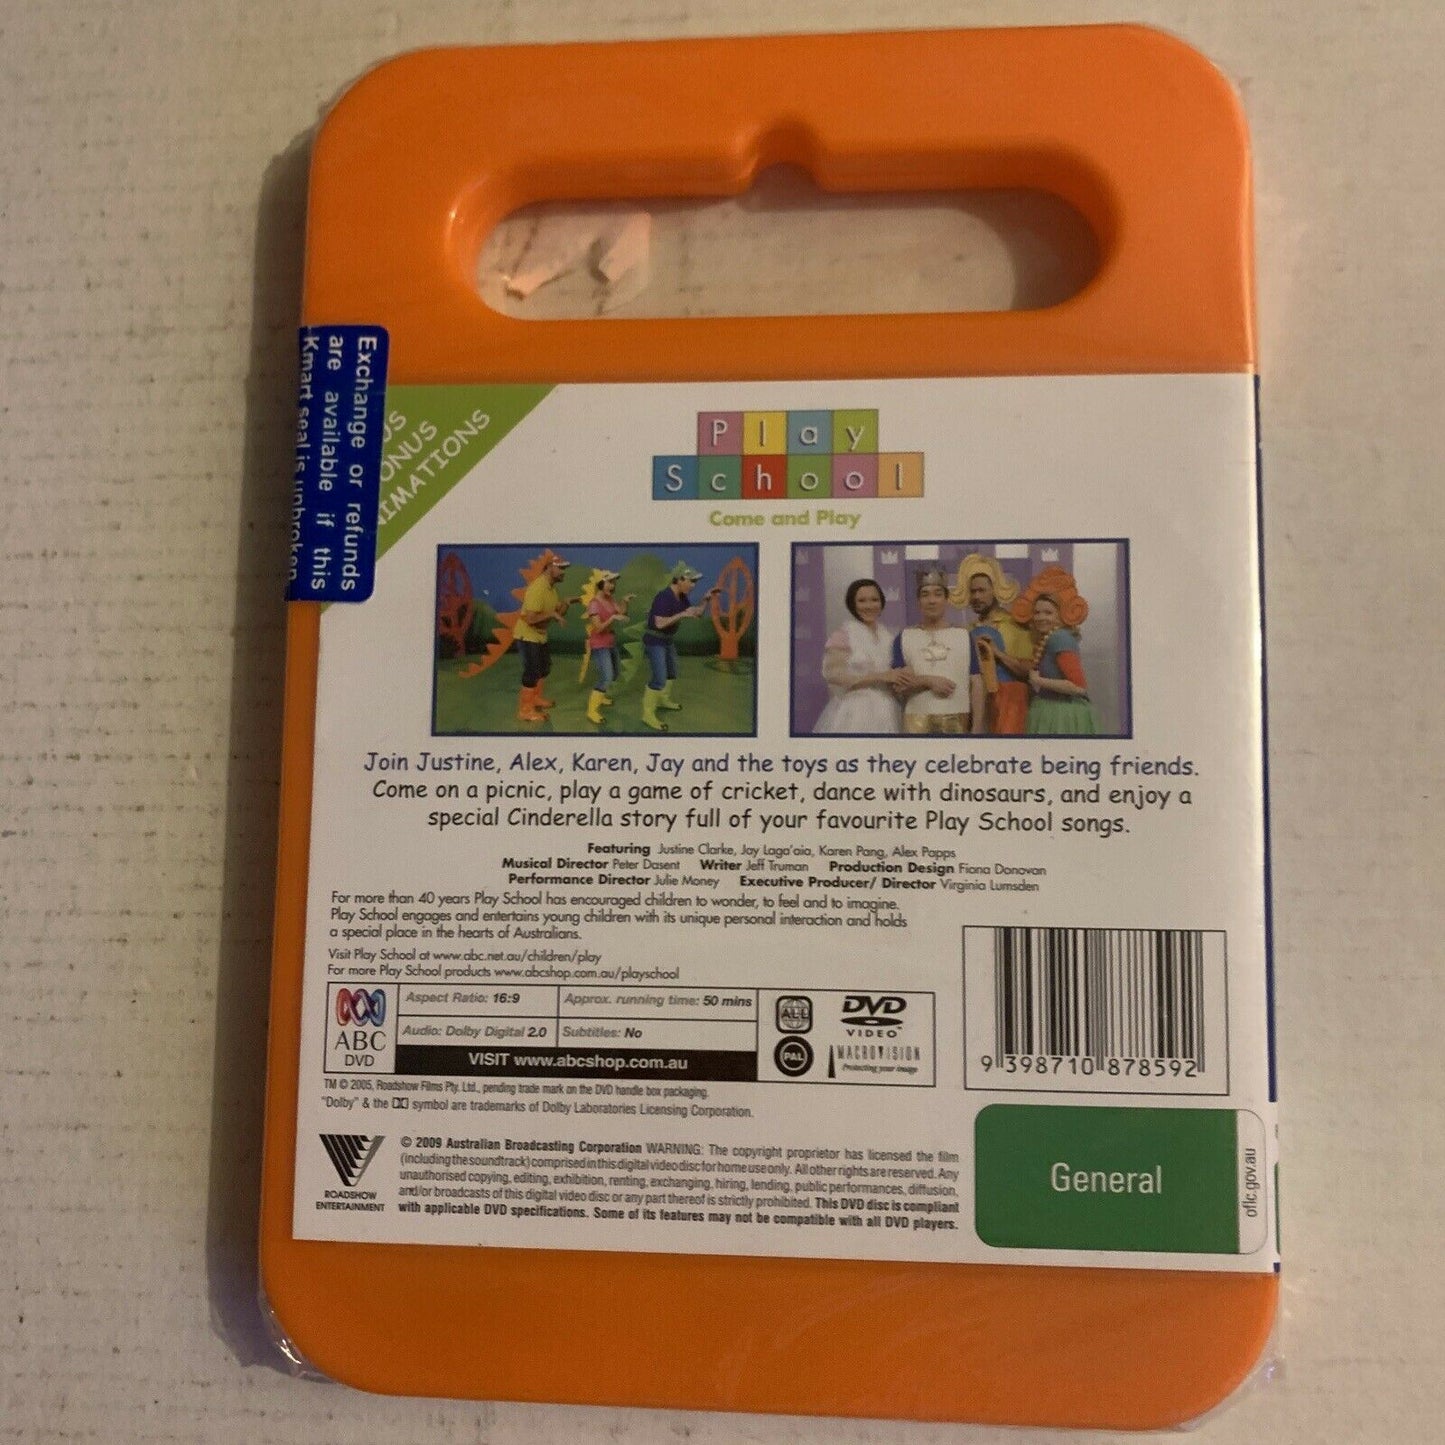 Exchange or refunds
are available if this
Kmart seal is unbroken
ONUS
NIMATIONS
Play
School
Come and Play
Join Justine, Alex, Karen, Jay and the toys as they celebrate being friends.
Come on a picnic, play a game of cricket, dance with dinosaurs, and enjoy a
special Cinderella story full of your favourite Play School songs.
Featuring Justine Clarke, Jay Laga'aia, Karen Pang, Alex Papps
Musical Director Peter Dasent Writer Jeff Truman Production Design Fiona Donovan
Performance Director Julie Money Executive Producer/ Director Virginia Lumsden
For more than 40 years Play School has encouraged children to wonder, to feel and to imagine.
Play School engages and entertains young children with its unique personal interaction and holds
a special place in the hearts of Australians.
Visit Play School at www.abc.net.au/children/play
For more Play School products www.abcshop.com.au/playschool
ABC
DVD
Aspect Ratio: 16:9
Approx. running time: 50 mins
Audio: Dolby Digital 2.0
Subtitles: No
VISIT www.abcshop.com.au
ALL
PAL
DVD
VIDEO™
MACROVISION
Protecting your image
9 398710 878592
TM © 2005, Roadshow Films Pty. Ltd., pending trade mark on the DVD handle box packaging.
"Dolby" & the symbol are trademarks of Dolby Laboratories Licensing Corporation.
ROADSHOW
ENTERTAINMENT
© 2009 Australian Broadcasting Corporation WARNING: The copyright proprietor has licensed the film
(including the soundtrack) comprised in this digital video disc for home use only. All other rights are reserved. Any
unauthorised copying, editing, exhibition, renting, exchanging, hiring, lending, public performances, diffusion,
and/or broadcasts of this digital video disc or any part thereof is strictly prohibited. This DVD disc is compliant
with applicable DVD specifications. Some of its features may not be compatible with all DVD players.
General
oflc.gov.au